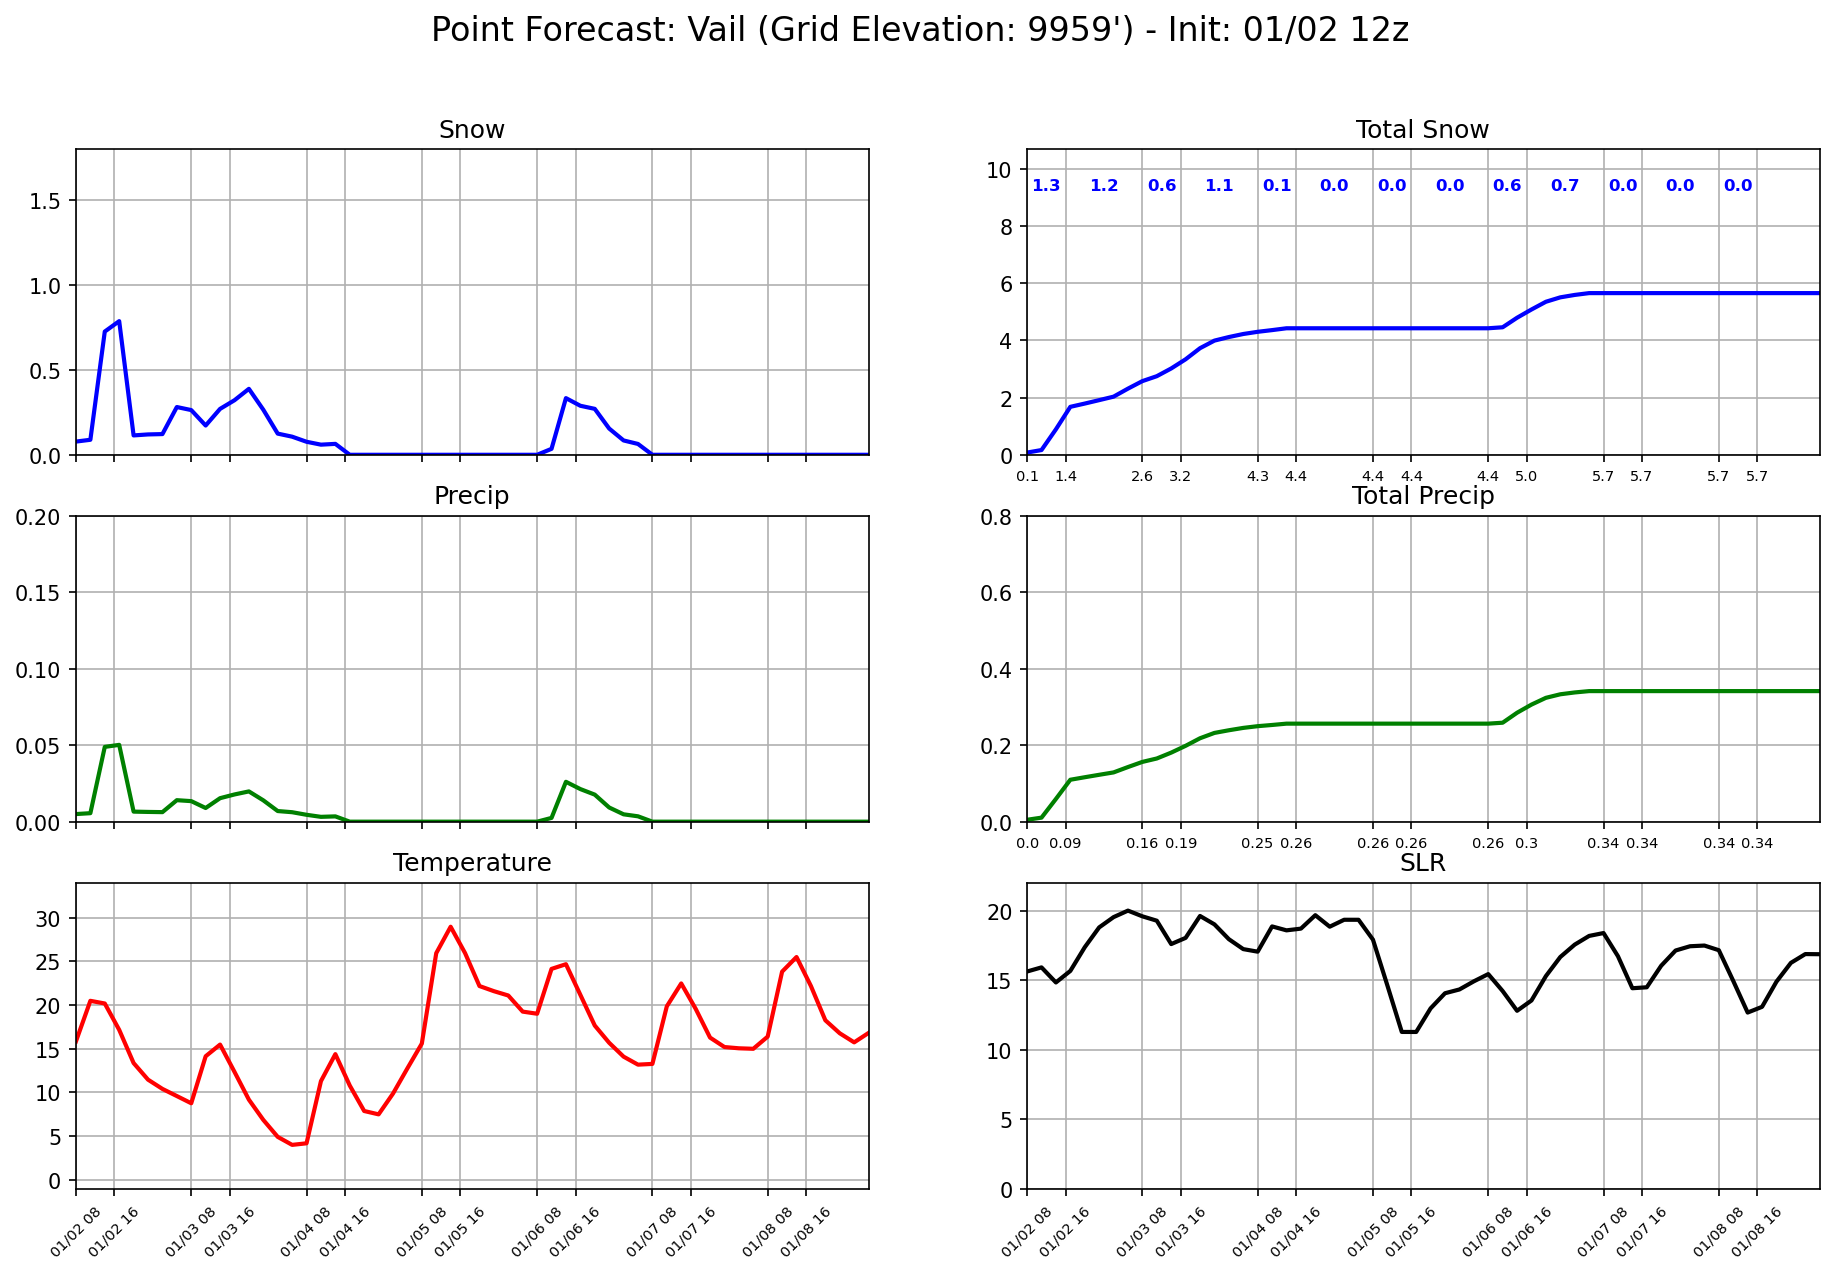 Point Forecast: Vail (Grid Elevation: 9959') - Init: 01/02 12z
Snow
1.5
1.0
0.5
0.0
Total Snow
10
8
6
4
2
0
1.3 1.2 0.6 1.1 0.1 0.0 0.0 0.0 0.6 0.7 0.0 0.0 0.0
0.1 1.4 2.6 3.2 4.3 4.4 4.4 4.4 4.4 5.0 5.7 5.7 5.7 5.7
Precip
0.20
0.15
0.10
0.05
0.00
Total Precip
0.8
0.6
0.4
0.2
0.0
0.0 0.09 0.16 0.19 0.25 0.26 0.26 0.26 0.26 0.3 0.34 0.34 0.34 0.34
Temperature
30
25
20
15
10
5
0
01/02 08 01/02 16 01/03 08 01/03 16 01/04 08 01/04 16 01/05 08 01/05 16 01/06 08 01/06 16 01/07 08 01/07 16 01/08 08 01/08 16
SLR
20
15
10
5
0
01/02 08 01/02 16 01/03 08 01/03 16 01/04 08 01/04 16 01/05 08 01/05 16 01/06 08 01/06 16 01/07 08 01/07 16 01/08 08 01/08 16